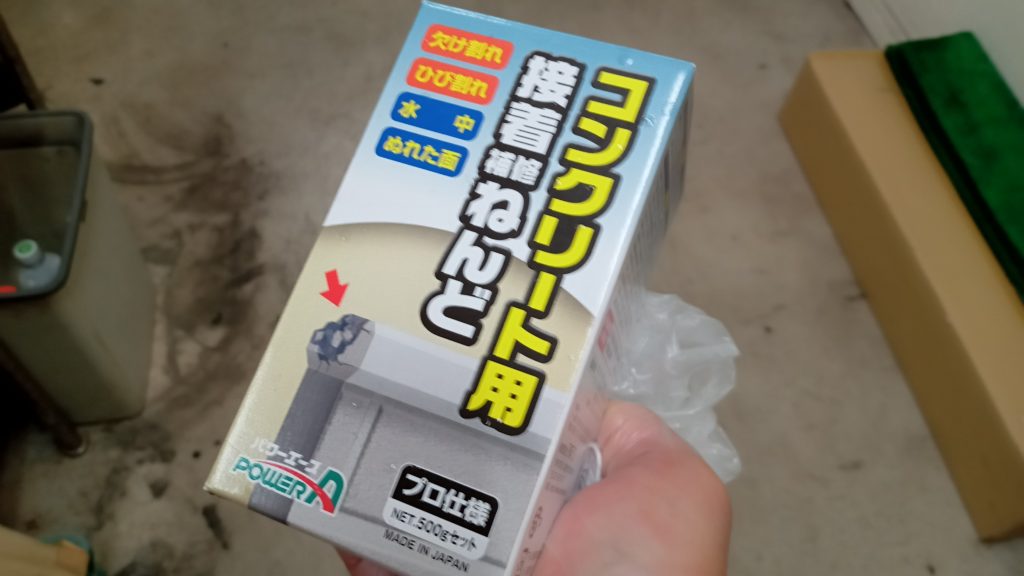 コンクリート用
接着補修ねんど
欠け割れ
ひび割れ
水中
ぬれた面
パワーエース
POWER A
プロ仕様
NET.500gセット
MADE IN JAPAN